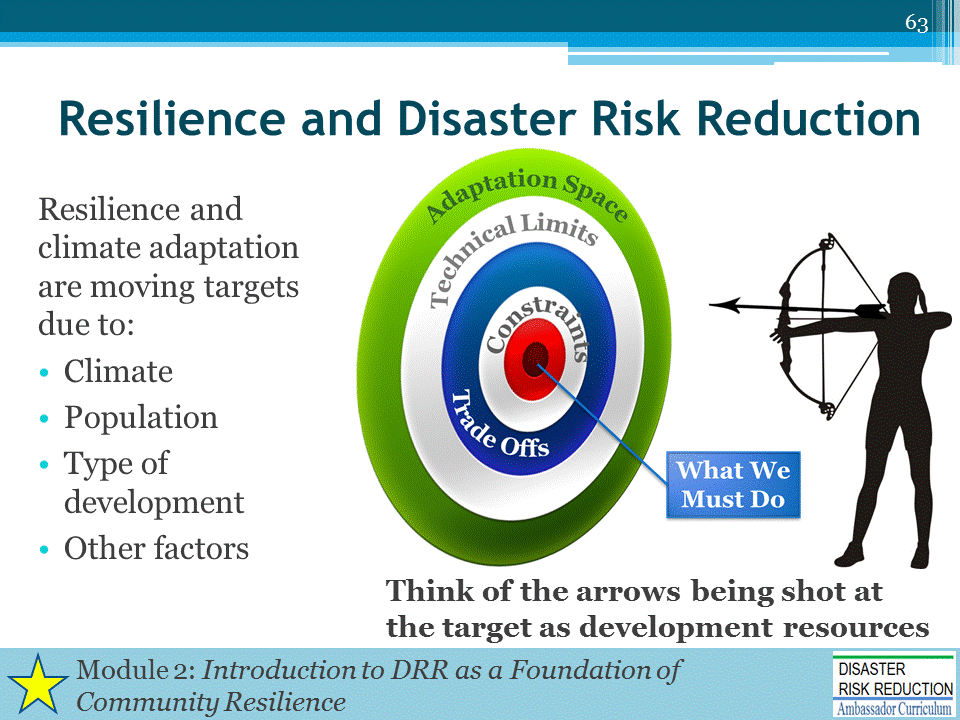 63
Resilience and Disaster Risk Reduction
Resilience and
climate adaptation
are moving targets
due to:
• Climate
• Population
• Type of
development
• Other factors
Adaptation Space
Technical Limits
Constraints
Trade Offs
What We
Must Do
Think of the arrows being shot at
the target as development resources
Module 2: Introduction to DRR as a Foundation of
Community Resilience
DISASTER
RISK REDUCTION
Ambassador Curriculum